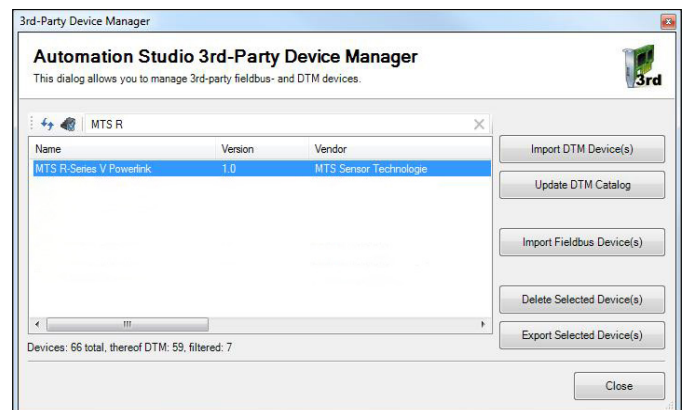 3rd-Party Device Manager
Automation Studio 3rd-Party Device Manager
This dialog allows you to manage 3rd-party fieldbus- and DTM devices.
3rd
MTS R
Name Version Vendor
MTS R-Series V Powerlink 1.0 MTS Sensor Technologie
Import DTM Device(s)
Update DTM Catalog
Import Fieldbus Device(s)
Delete Selected Device(s)
Export Selected Device(s)
Devices: 66 total, thereof DTM: 59, filtered: 7
Close